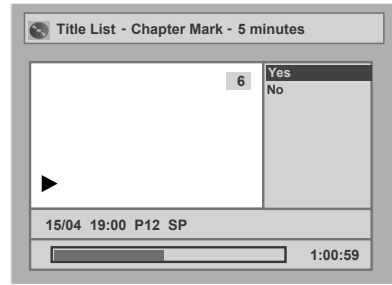 Title List - Chapter Mark - 5 minutes
6
Yes
No
15/04 19:00 P12 SP
1:00:59